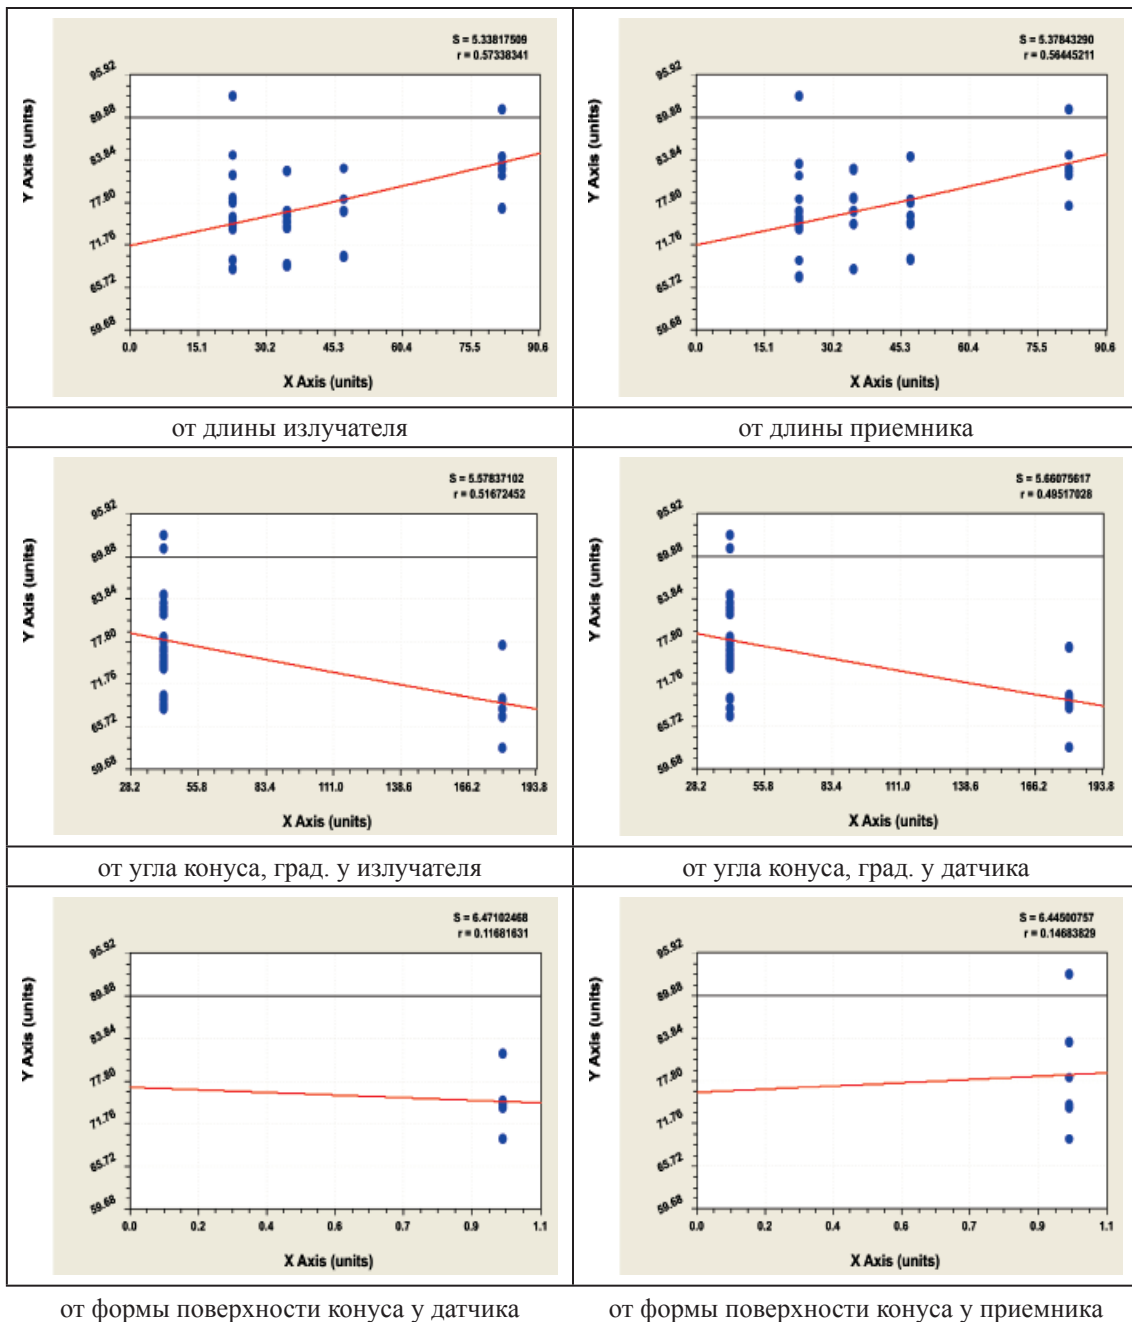 S = 5.33817509
r = 0.57338341
Y Axis (units)
95.92
89.88
83.84
77.80
71.76
65.72
59.68
0.0 15.1 30.2 45.3 60.4 75.5 90.6
X Axis (units)
S = 5.37843290
r = 0.56445211
Y Axis (units)
95.92
89.88
83.84
77.80
71.76
65.72
59.68
0.0 15.1 30.2 45.3 60.4 75.5 90.6
X Axis (units)
от длины излучателя
от длины приемника
S = 5.57837102
r = 0.51672452
Y Axis (units)
95.92
89.88
83.84
77.80
71.76
65.72
59.68
28.2 55.8 83.4 111.0 138.6 166.2 193.8
X Axis (units)
S = 5.66075617
r = 0.49517028
Y Axis (units)
95.92
89.88
83.84
77.80
71.76
65.72
59.68
28.2 55.8 83.4 111.0 138.6 166.2 193.8
X Axis (units)
от угла конуса, град. у излучателя
от угла конуса, град. у датчика
S = 6.47102468
r = 0.11681631
Y Axis (units)
95.92
89.88
83.84
77.80
71.76
65.72
59.68
0.0 0.2 0.4 0.6 0.7 0.9 1.1
X Axis (units)
S = 6.44500757
r = 0.14683829
Y Axis (units)
95.92
89.88
83.84
77.80
71.76
65.72
59.68
0.0 0.2 0.4 0.6 0.7 0.9 1.1
X Axis (units)
от формы поверхности конуса у датчика
от формы поверхности конуса у приемника